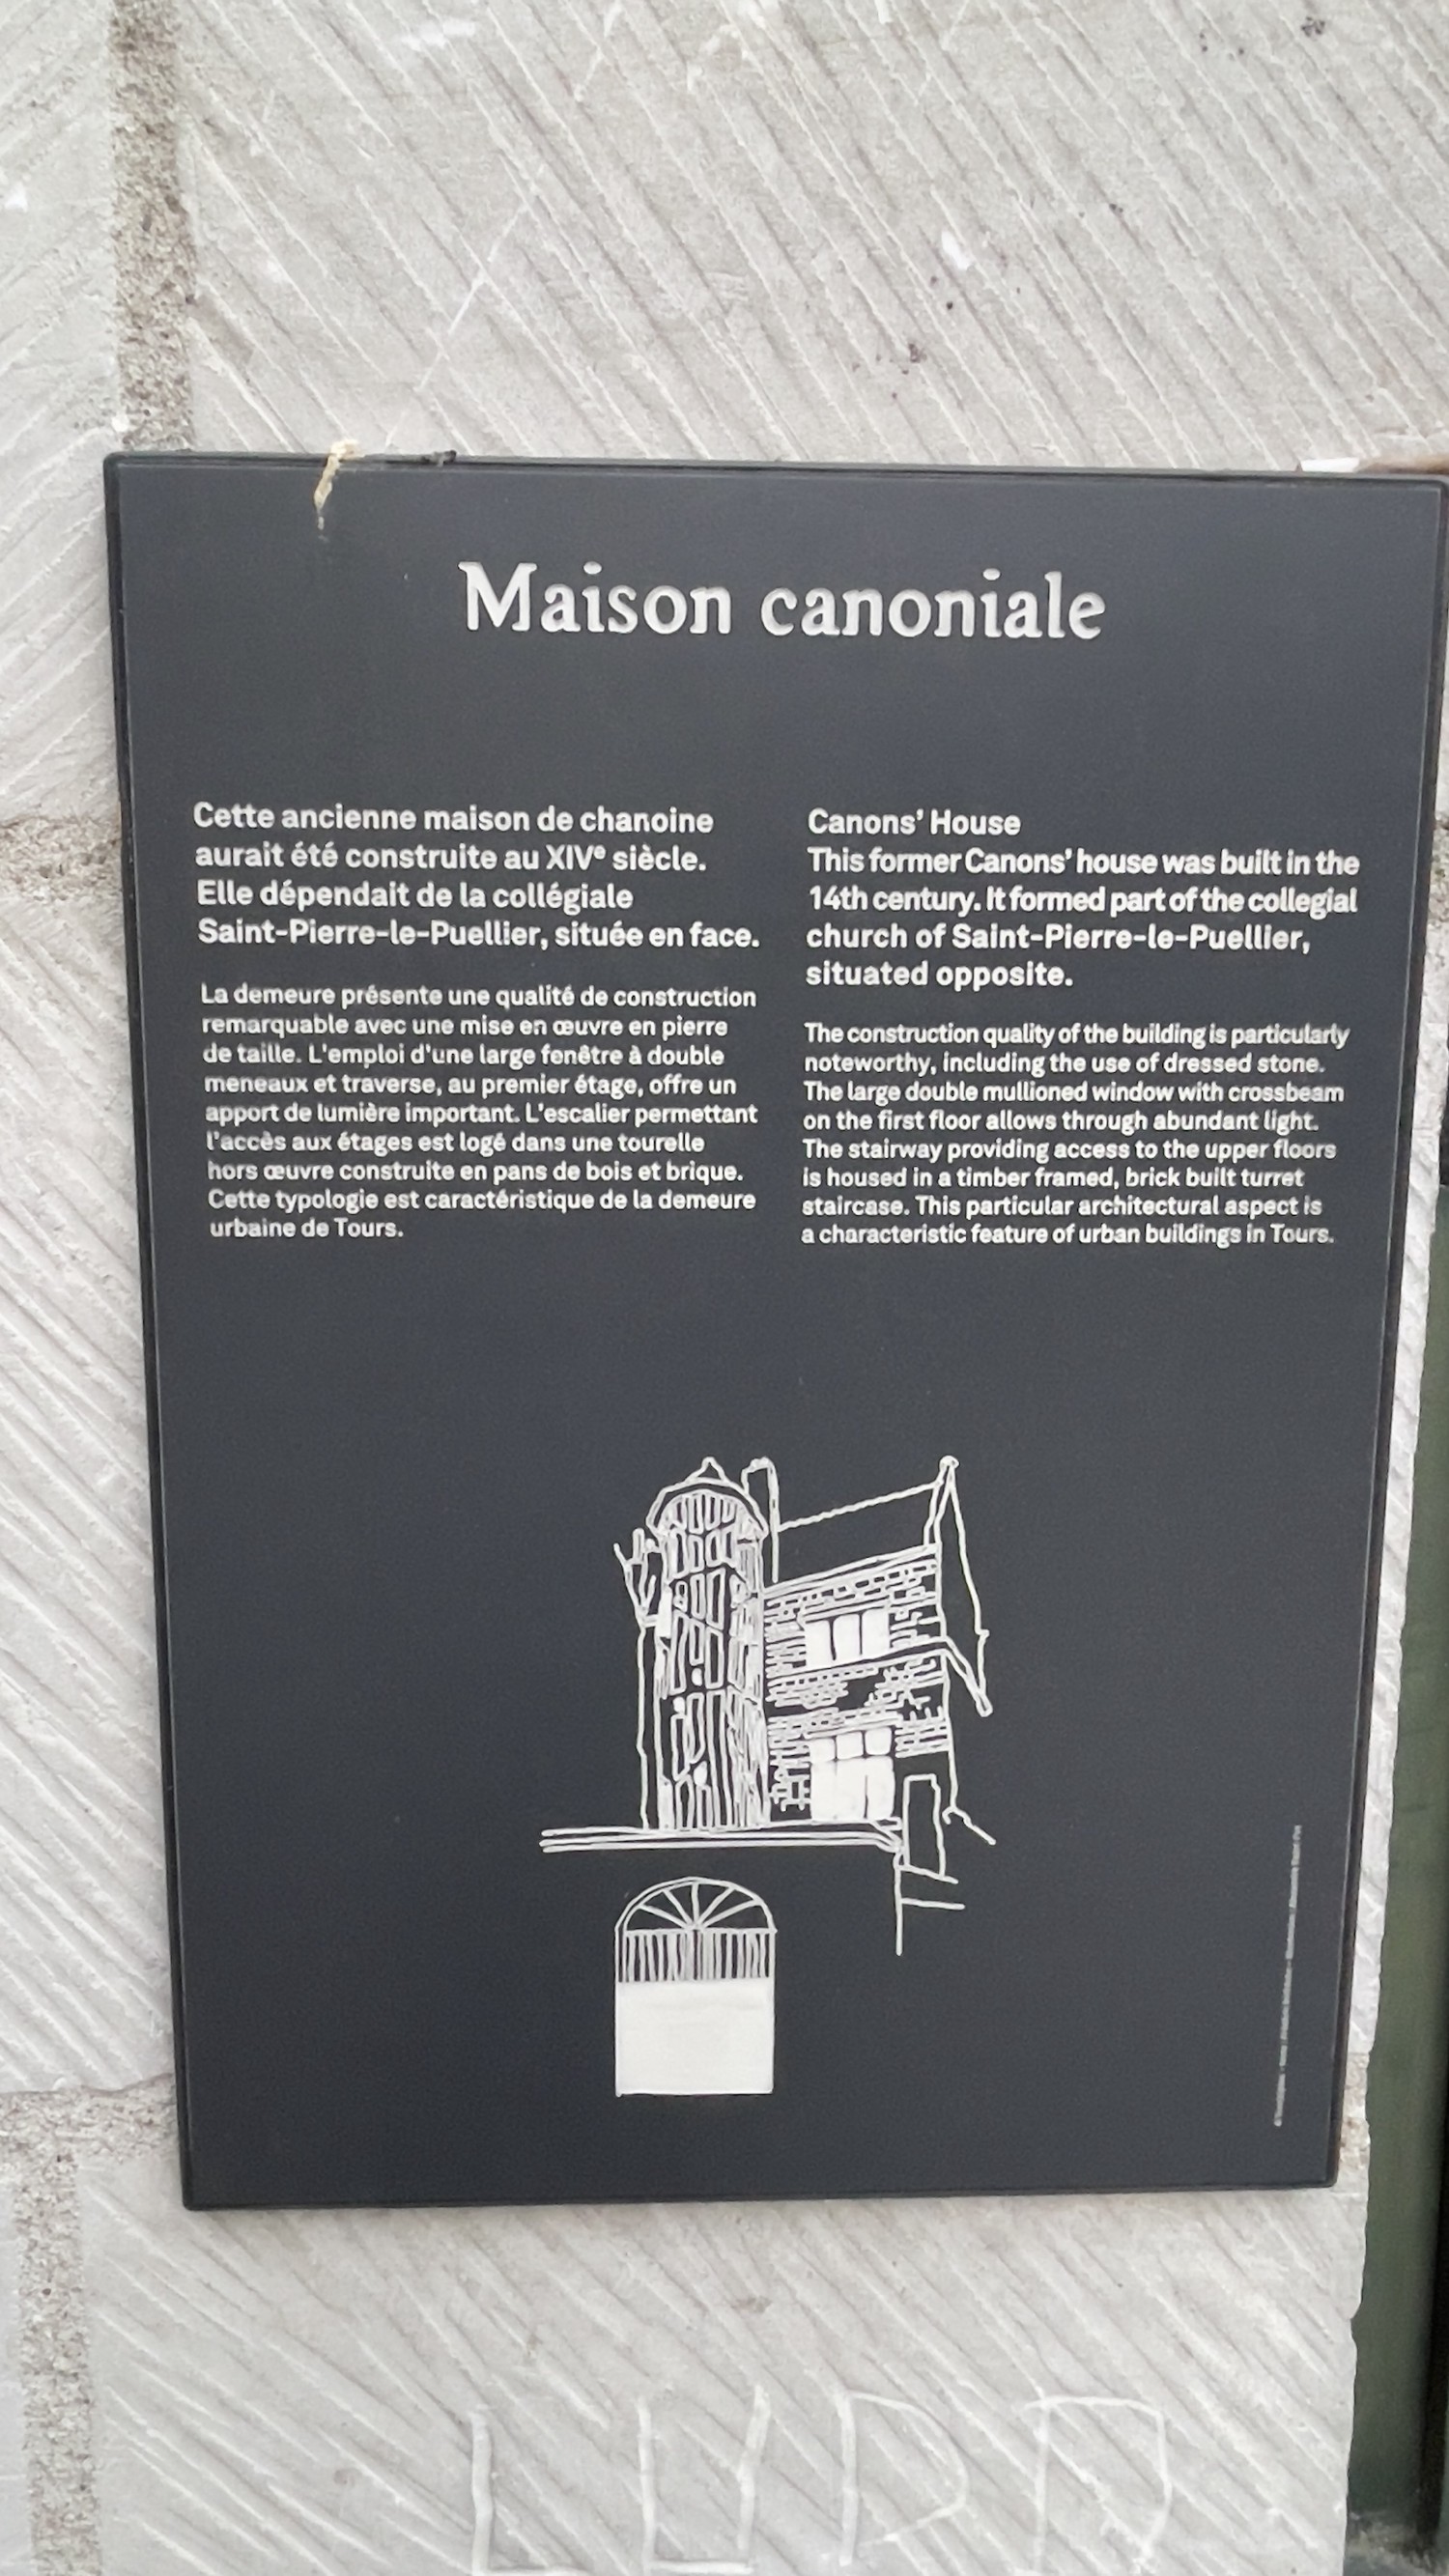 Maison canoniale
Cette ancienne maison de chanoine
aurait été construite au XIVᵉ siècle.
Elle dépendait de la collégiale
Saint-Pierre-le-Puellier, située en face.
La demeure présente une qualité de construction
remarquable avec une mise en œuvre en pierre
de taille. L'emploi d'une large fenêtre à double
meneaux et traverse, au premier étage, offre un
apport de lumière important. L'escalier permettant
l'accès aux étages est logé dans une tourelle
hors œuvre construite en pans de bois et brique.
Cette typologie est caractéristique de la demeure
urbaine de Tours.
Canons' House
This former Canons' house was built in the
14th century. It formed part of the collegial
church of Saint-Pierre-le-Puellier,
situated opposite.
The construction quality of the building is particularly
noteworthy, including the use of dressed stone.
The large double mullioned window with crossbeam
on the first floor allows through abundant light.
The stairway providing access to the upper floors
is housed in a timber framed, brick built turret
staircase. This particular architectural aspect is
a characteristic feature of urban buildings in Tours.